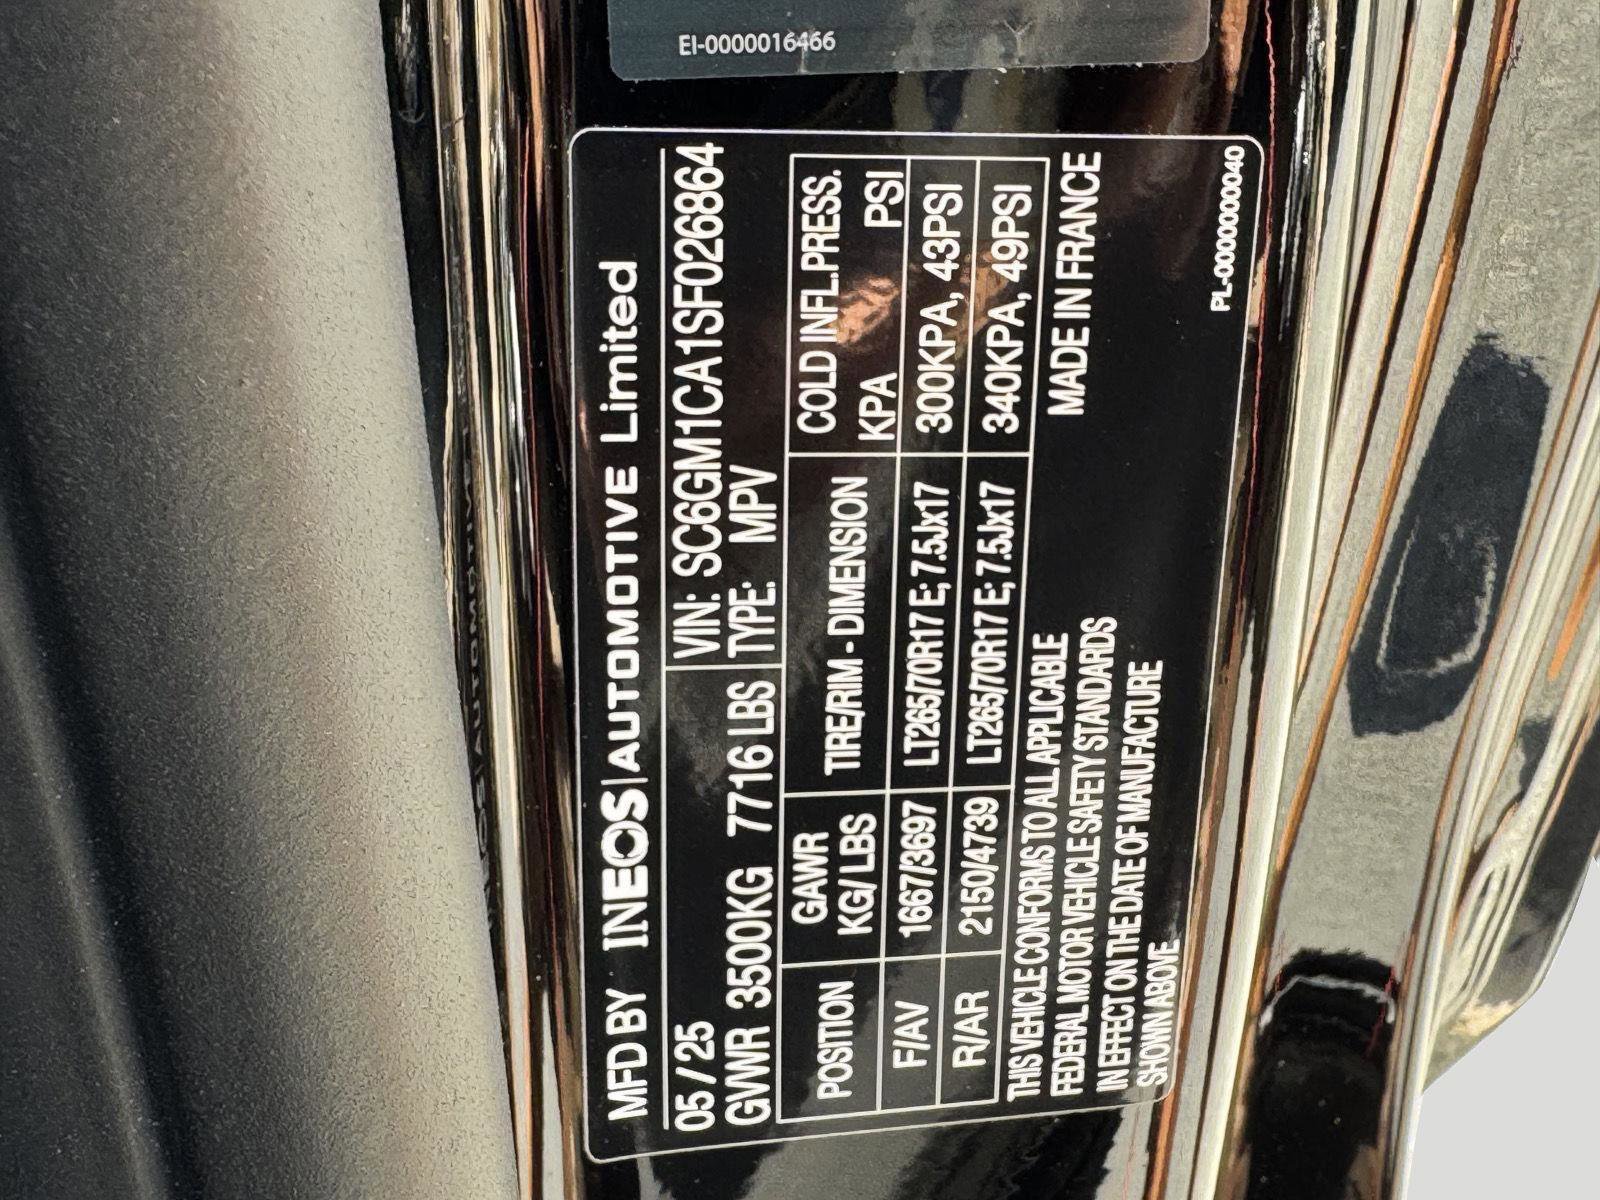 EI-0000016466
MFD BY INEOS|AUTOMOTIVE Limited
05 / 25 VIN: SC6GM1CA1SF026864
GVWR 3500KG 7716 LBS TYPE: MPV
POSITION GAWR KG/LBS TIRE/RIM - DIMENSION COLD INFL.PRESS. KPA PSI
F/AV 1667/3697 LT265/70R17 E; 7.5Jx17 300KPA, 43PSI
R/AR 2150/4739 LT265/70R17 E; 7.5Jx17 340KPA, 49PSI
THIS VEHICLE CONFORMS TO ALL APPLICABLE
FEDERAL MOTOR VEHICLE SAFETY STANDARDS
IN EFFECT ON THE DATE OF MANUFACTURE
SHOWN ABOVE
MADE IN FRANCE
PL-0000000040